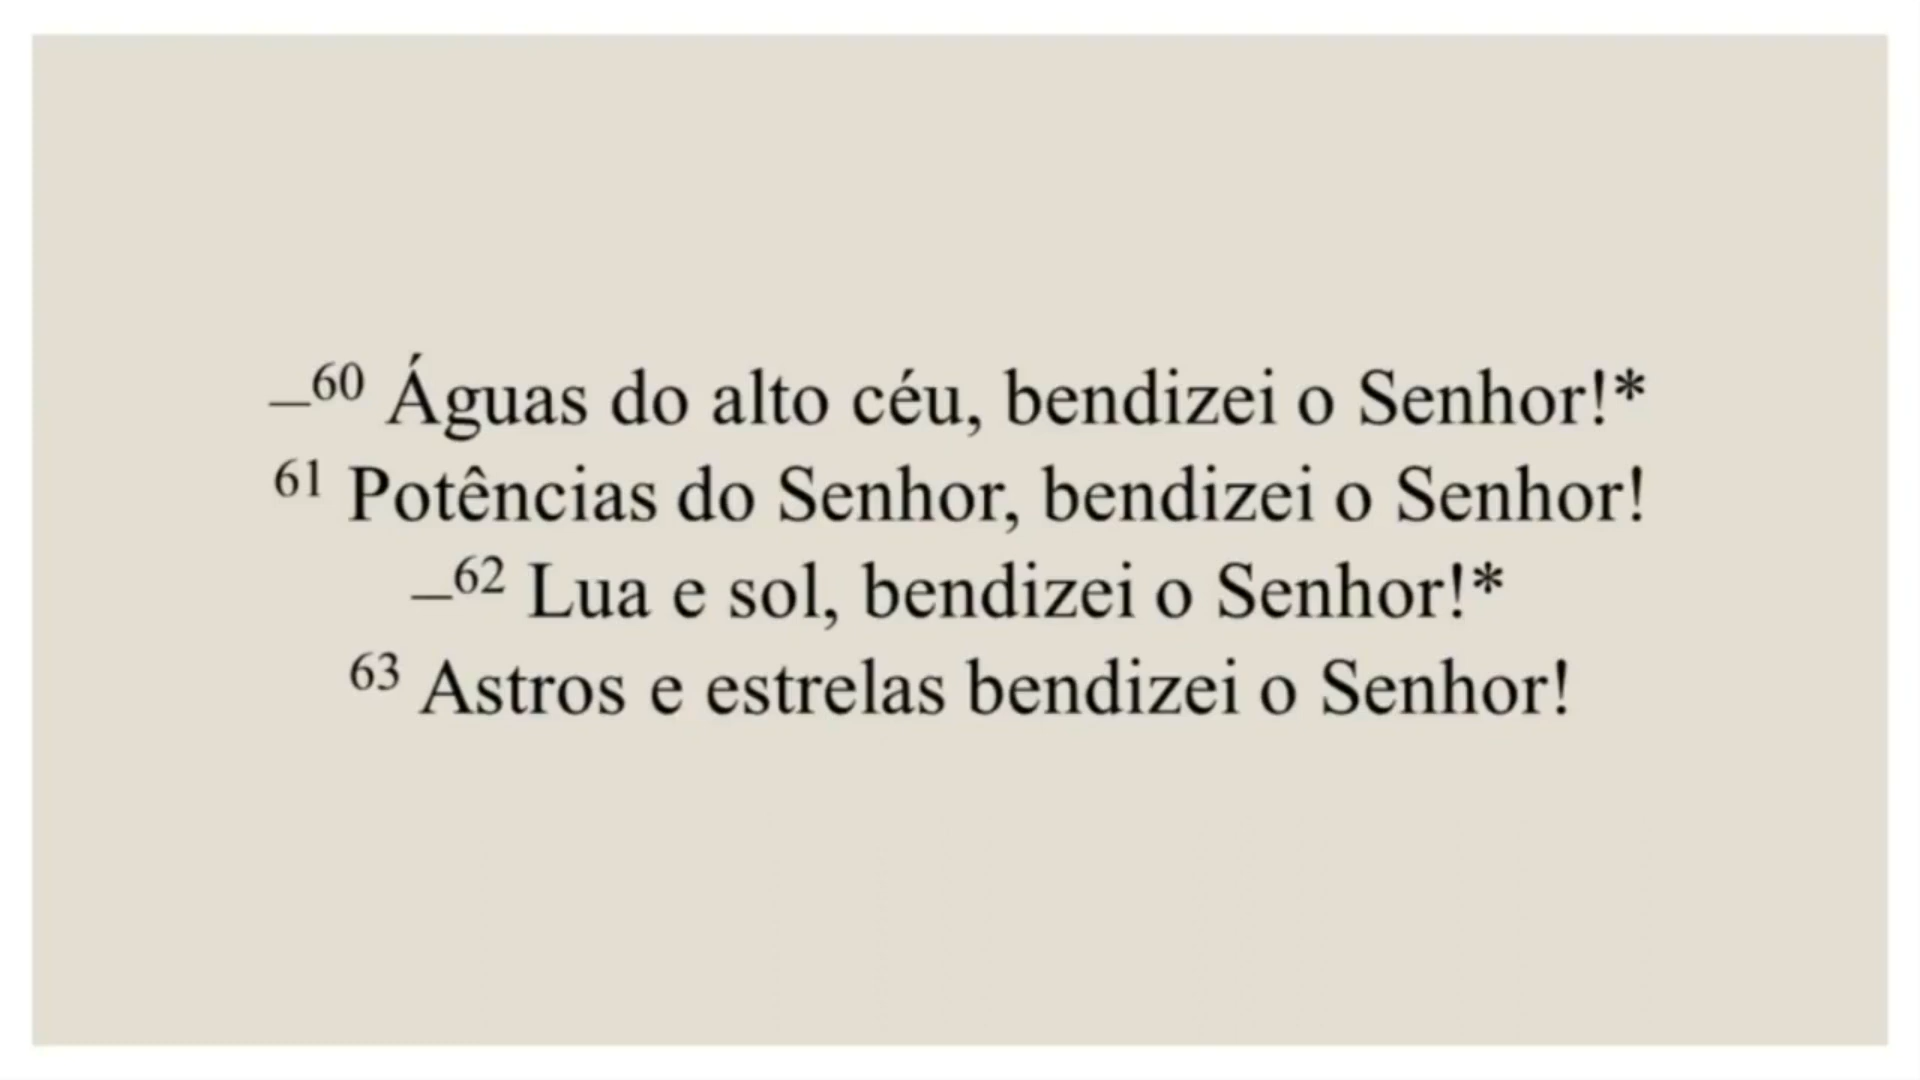 –60 Águas do alto céu, bendizei o Senhor!*
61 Potências do Senhor, bendizei o Senhor!
–62 Lua e sol, bendizei o Senhor!*
63 Astros e estrelas bendizei o Senhor!